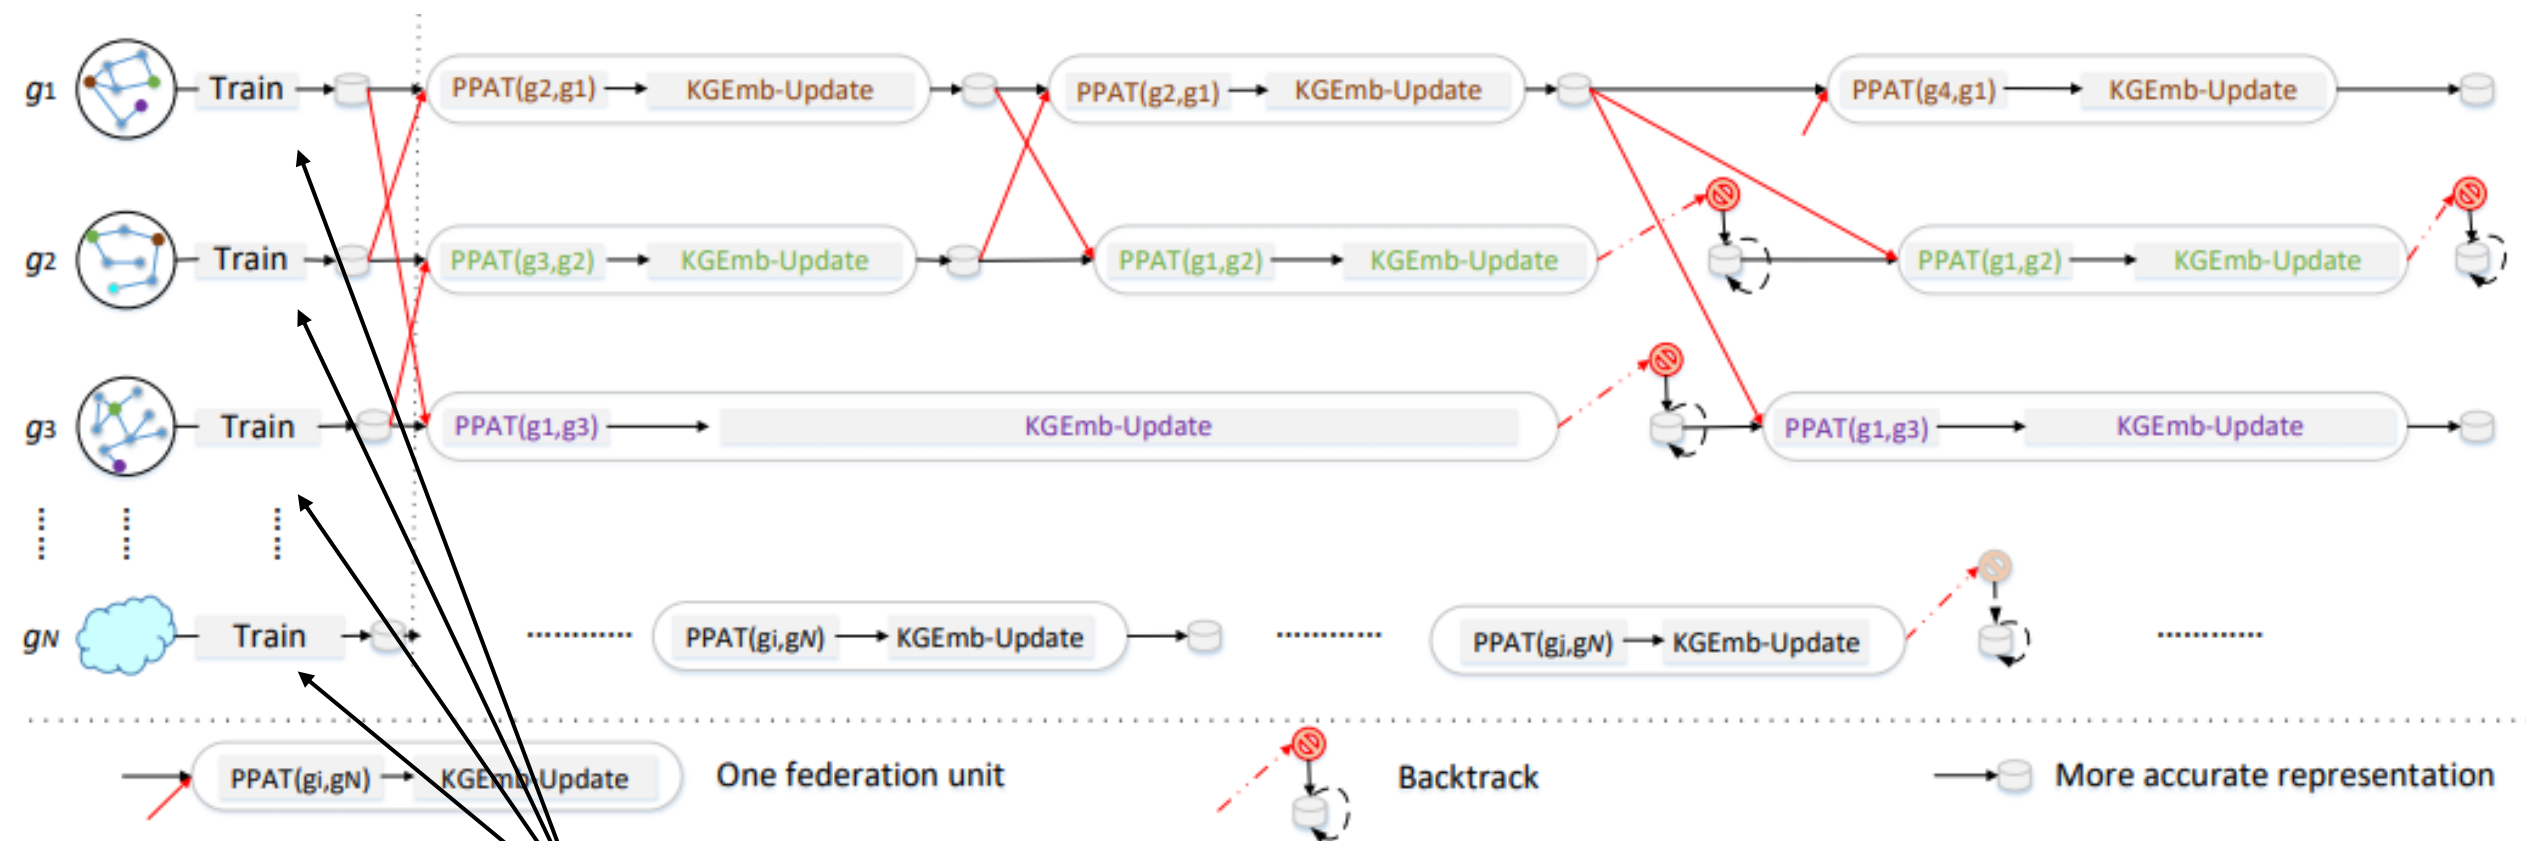 g1 Train PPAT(g2,g1) KGEmb-Update PPAT(g2,g1) KGEmb-Update PPAT(g4,g1) KGEmb-Update
g2 Train PPAT(g3,g2) KGEmb-Update PPAT(g1,g2) KGEmb-Update PPAT(g1,g2) KGEmb-Update
g3 Train PPAT(g1,g3) KGEmb-Update PPAT(g1,g3) KGEmb-Update
gN Train PPAT(gi,gN) KGEmb-Update PPAT(gj,gN) KGEmb-Update
PPAT(gi,gN) KGEmb-Update One federation unit Backtrack More accurate representation